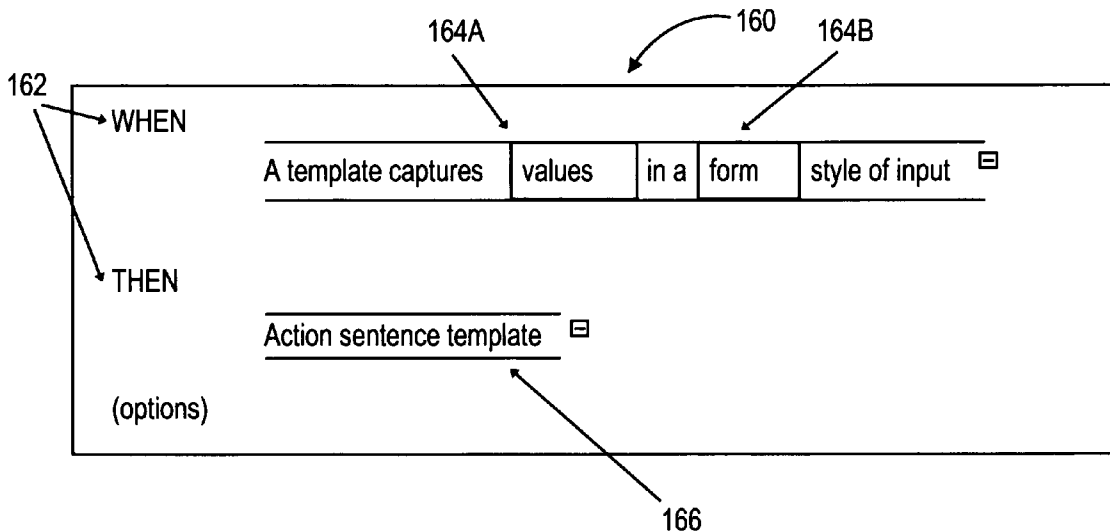 160
164A 164B
162
WHEN
A template captures values in a form style of input
THEN
Action sentence template
(options)
166